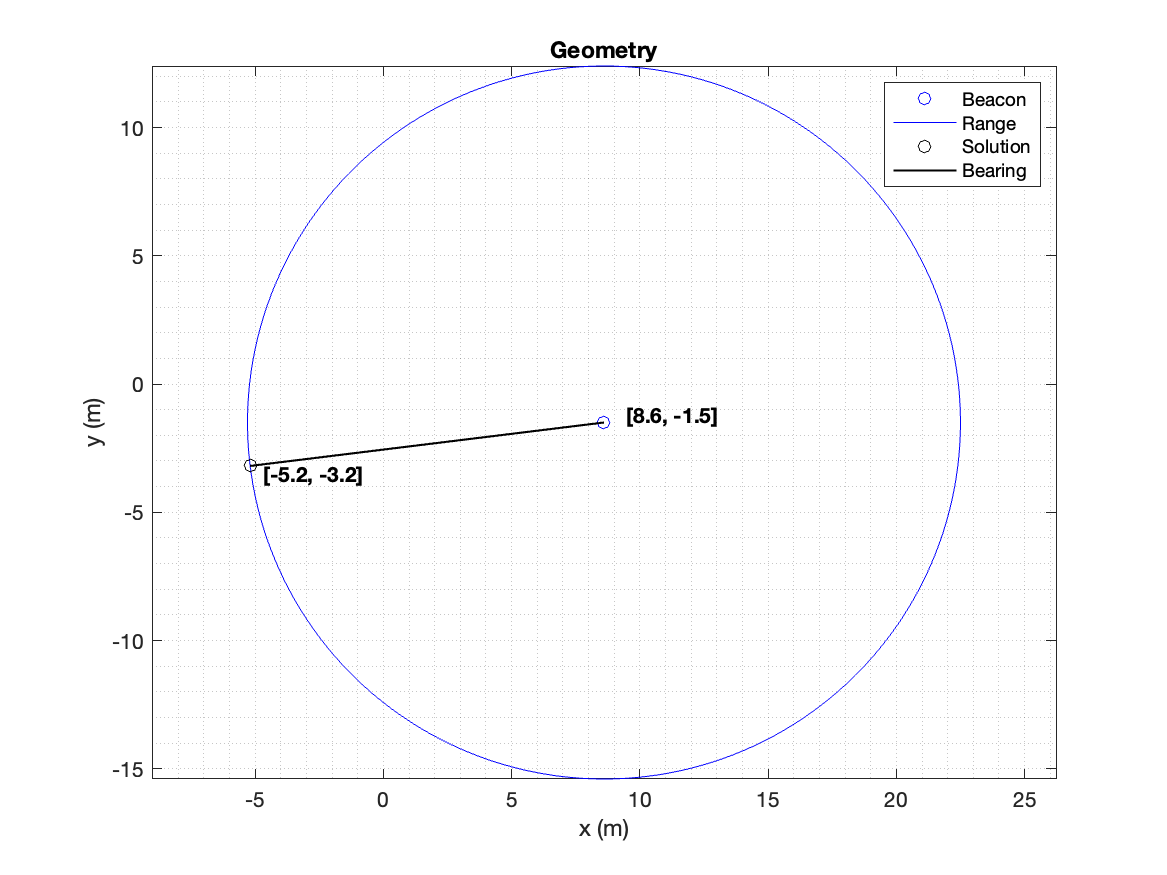 Geometry
Beacon
Range
Solution
Bearing
10
5
0
-5
-10
-15
y (m)
[8.6, -1.5]
[-5.2, -3.2]
-5
0
5
10
15
20
25
x (m)